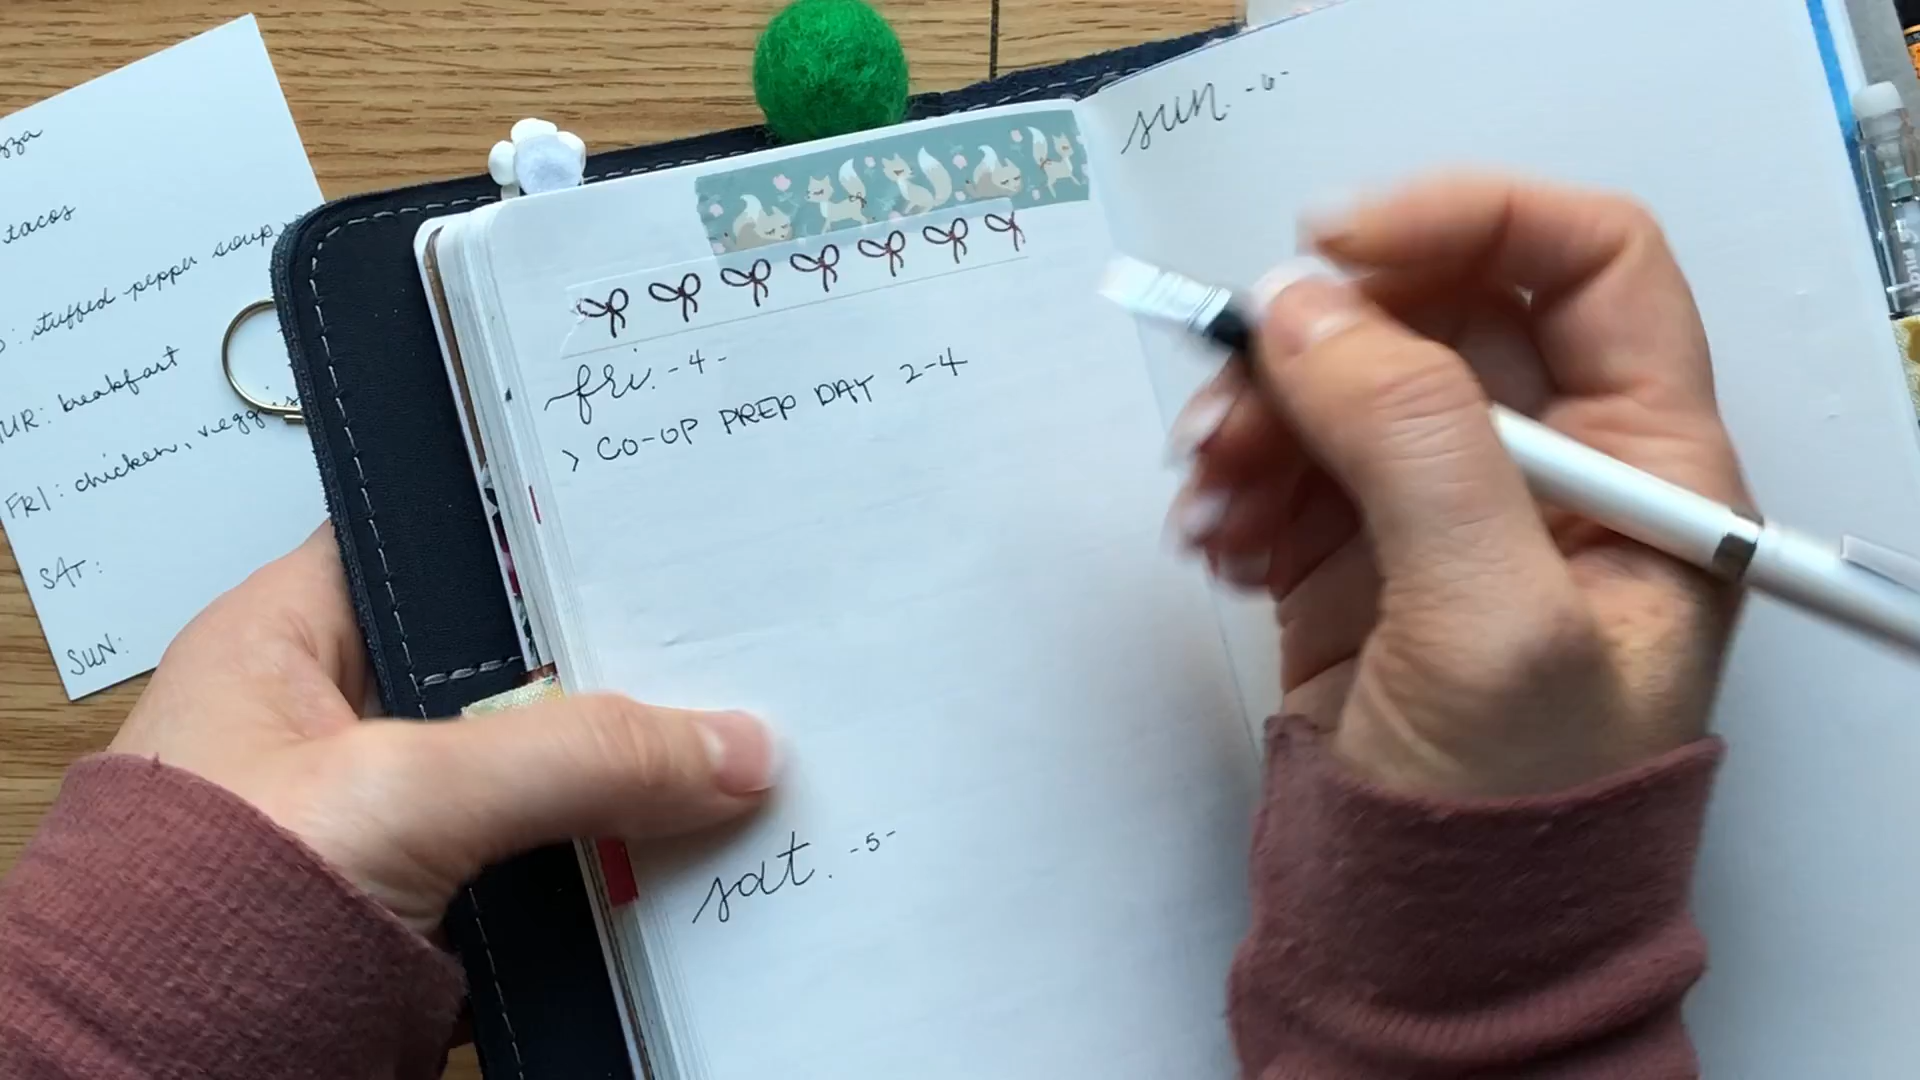 tacos
: stuffed pepper soup
UR: breakfast
FRI: chicken, veggies
SAT:
SUN:
fri. -4-
> CO-OP PREP DAY 2-4
sat. -5-
sun. -6-